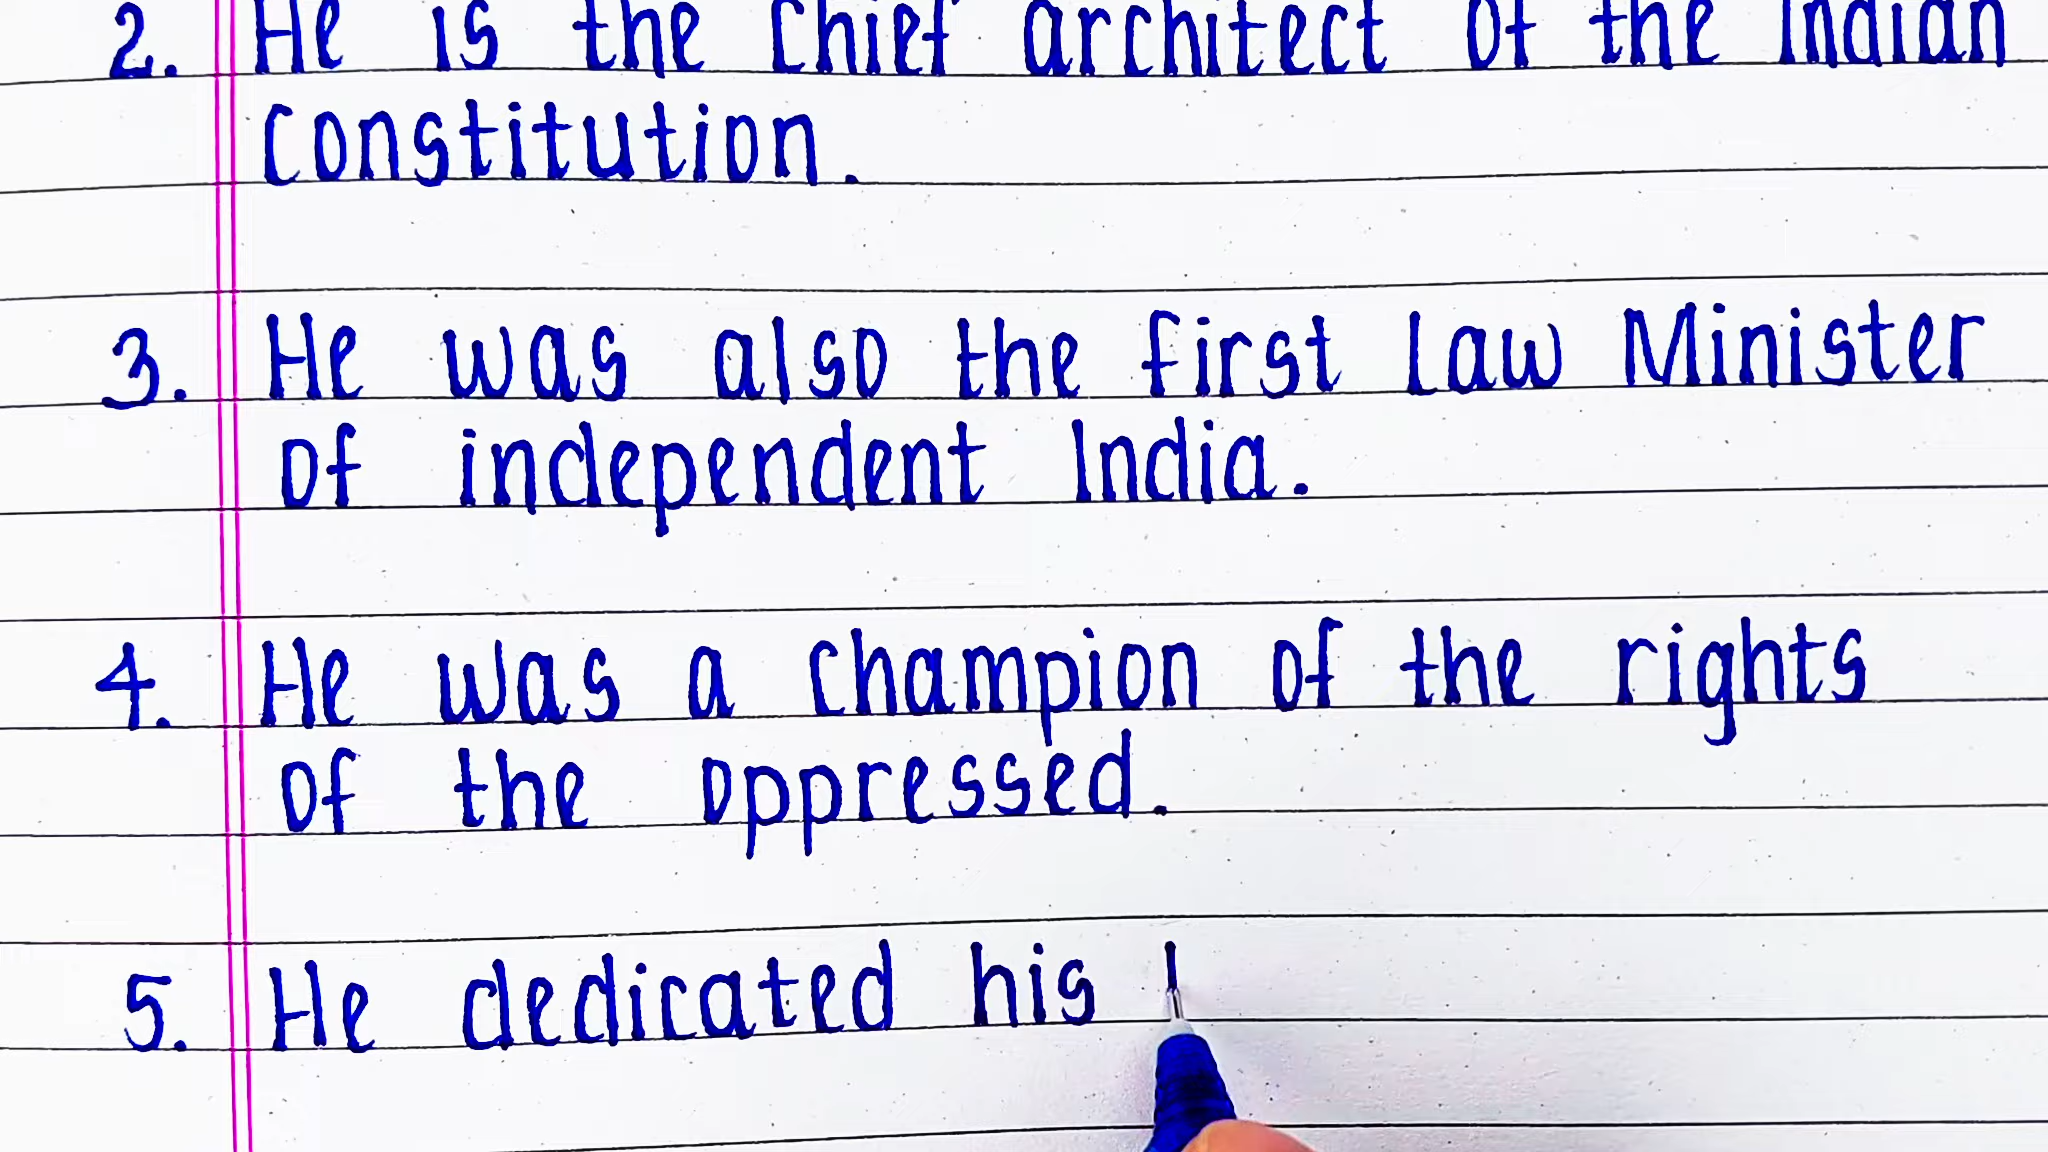 2. He is the chief architect of the Indian
constitution.
3. He was also the first Law Minister
of independent India.
4. He was a champion of the rights
of the oppressed.
5. He dedicated his l